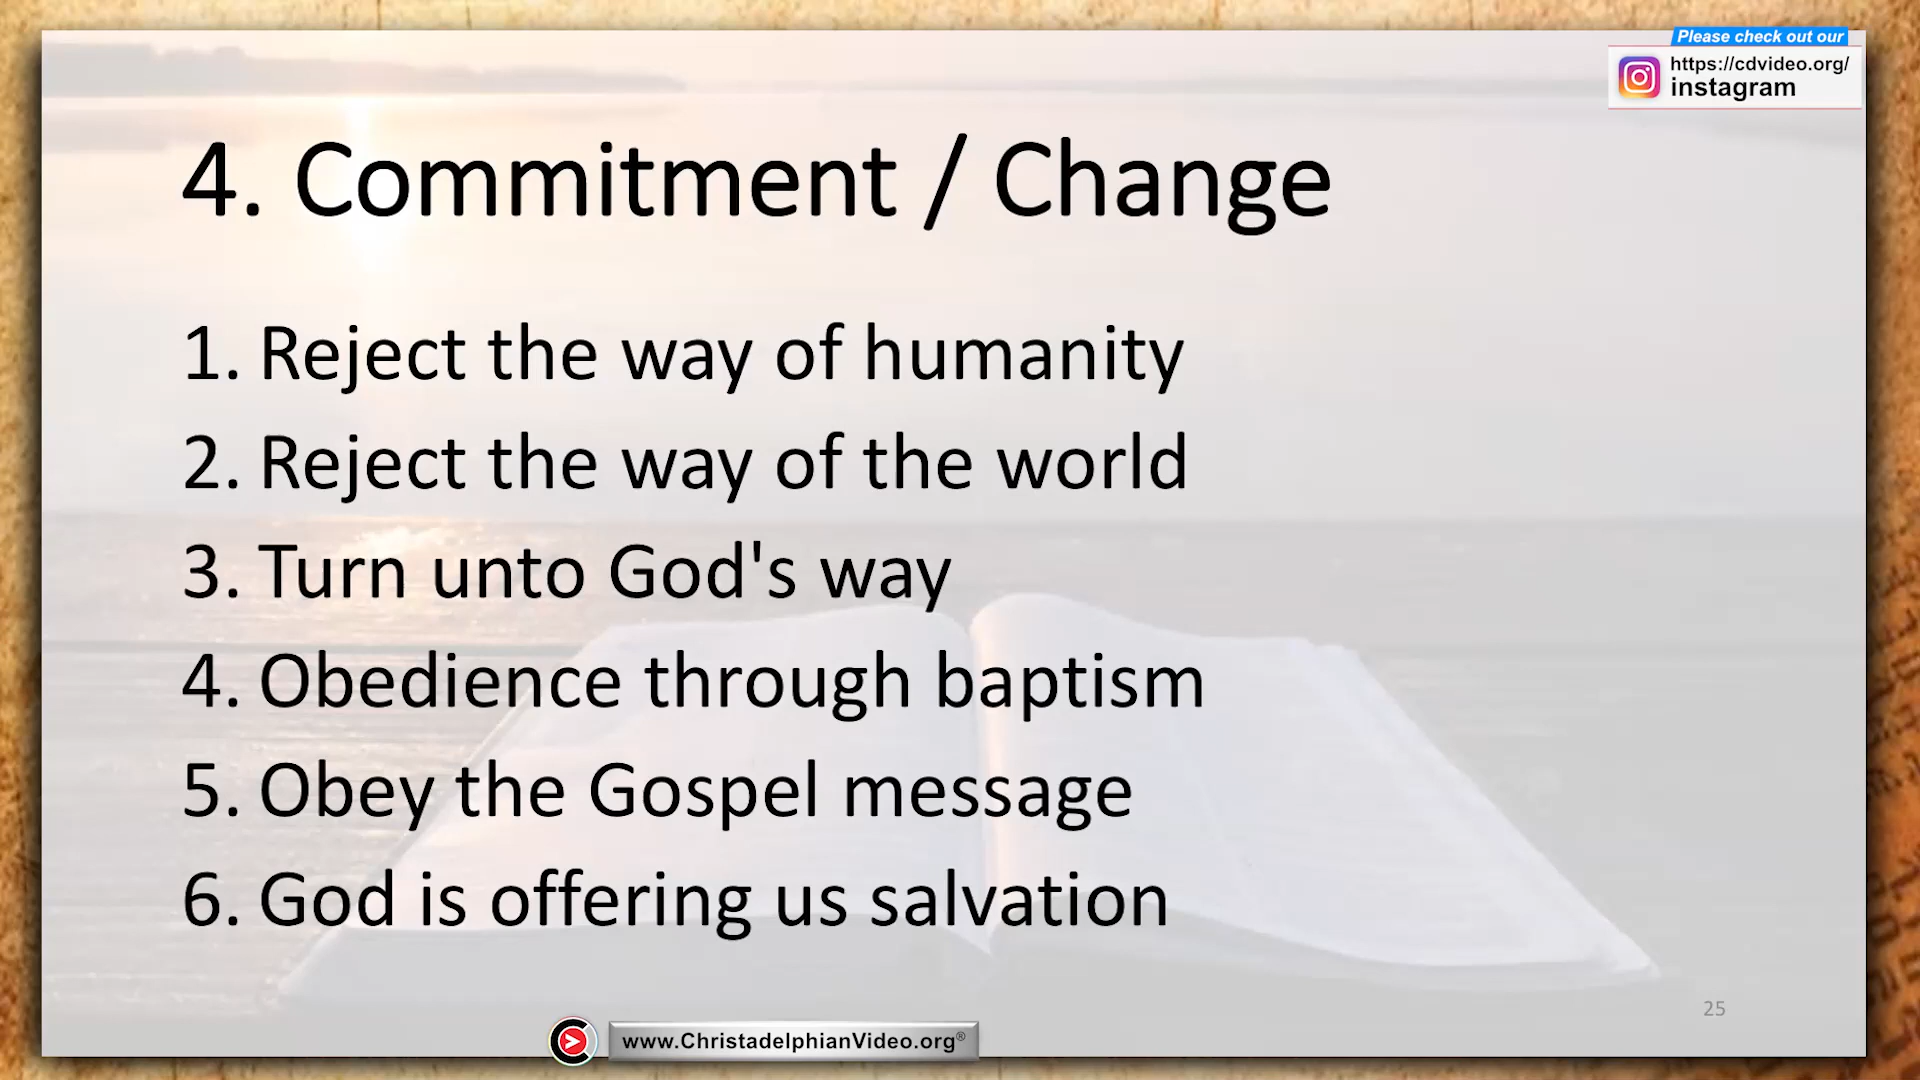 Please check out our
https://cdvideo.org/
instagram
4. Commitment / Change
1. Reject the way of humanity
2. Reject the way of the world
3. Turn unto God's way
4. Obedience through baptism
5. Obey the Gospel message
6. God is offering us salvation
25
www.ChristadelphianVideo.org®